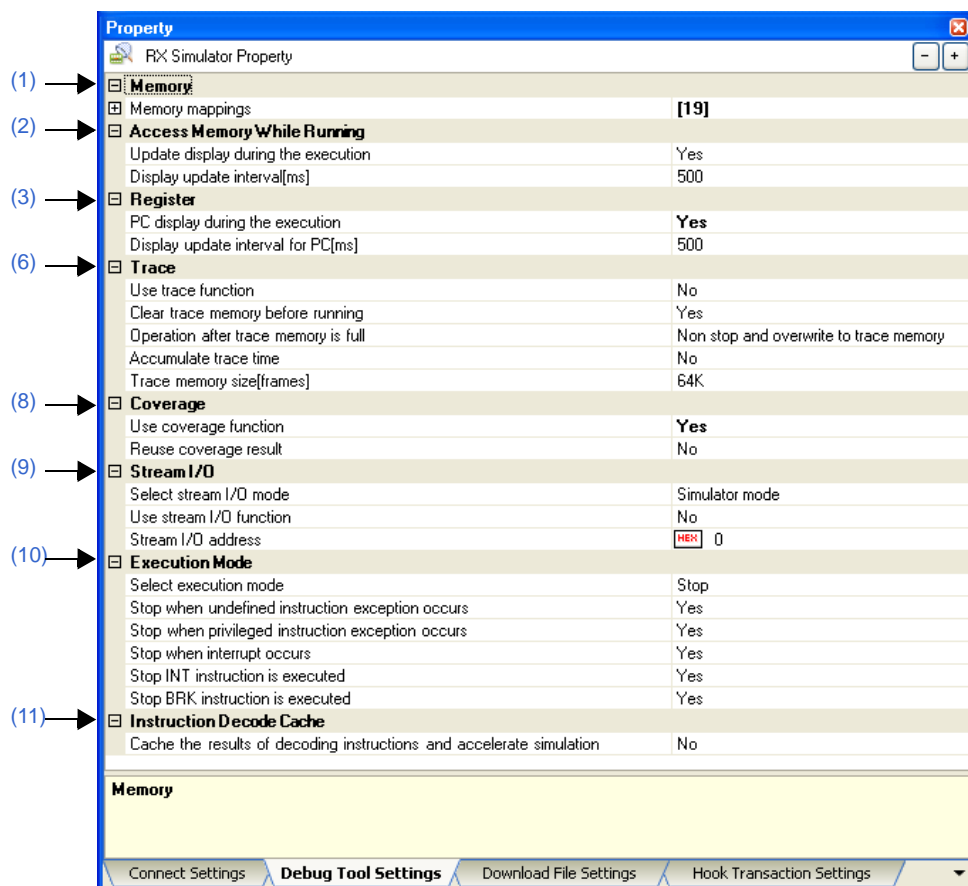 Property
RX Simulator Property
- +
(1) Memory
Memory mappings [19]
(2) Access Memory While Running
Update display during the execution Yes
Display update interval[ms] 500
(3) Register
PC display during the execution Yes
Display update interval for PC[ms] 500
(6) Trace
Use trace function No
Clear trace memory before running Yes
Operation after trace memory is full Non stop and overwrite to trace memory
Accumulate trace time No
Trace memory size[frames] 64K
(8) Coverage
Use coverage function Yes
Reuse coverage result No
(9) Stream I/O
Select stream I/O mode Simulator mode
Use stream I/O function No
Stream I/O address HEX 0
(10) Execution Mode
Select execution mode Stop
Stop when undefined instruction exception occurs Yes
Stop when privileged instruction exception occurs Yes
Stop when interrupt occurs Yes
Stop INT instruction is executed Yes
Stop BRK instruction is executed Yes
(11) Instruction Decode Cache
Cache the results of decoding instructions and accelerate simulation No
Memory
Connect Settings Debug Tool Settings Download File Settings Hook Transaction Settings